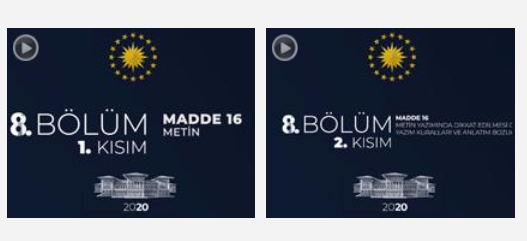 8. BÖLÜM
1. KISIM
MADDE 16
METİN
2020
8. BÖLÜM
2. KISIM
MADDE 16
METİN YAZIMINDA DİKKAT EDİLMESİ
YAZIM KURALLARI VE ANLATIM
2020